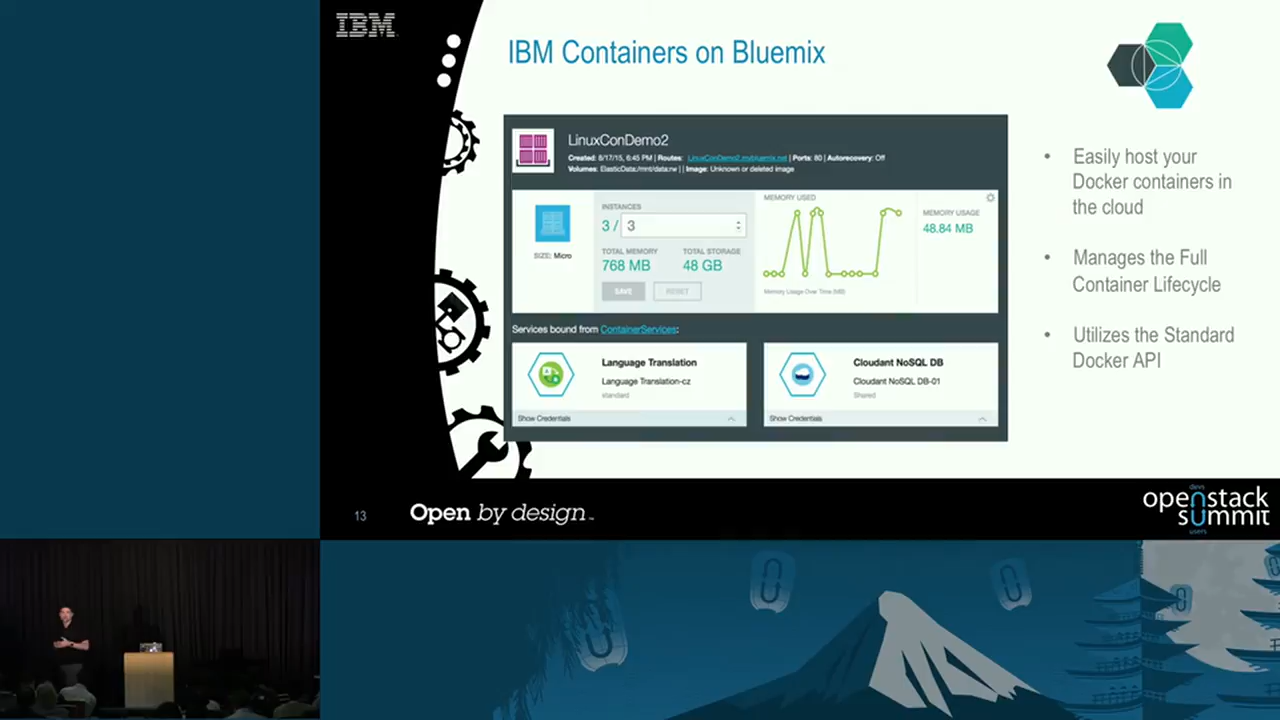 IBM
IBM Containers on Bluemix
LinuxConDemo2
Created: 8/17/15, 6:45 PM | Routes: LinuxConDemo2.mybluemix.net | Ports: 80 | Autorecovery: Off
Volumes: ElasticData:/mnt/data:rw | | Image: Unknown or deleted image
SIZE: Micro
INSTANCES
3 / 3
TOTAL MEMORY
TOTAL STORAGE
768 MB
48 GB
SAVE
RESET
MEMORY USED
Memory Usage Over Time (MB)
MEMORY USAGE
48.84 MB
Services bound from ContainerServices:
Language Translation
Language Translation-cz
standard
Show Credentials
Cloudant NoSQL DB
Cloudant NoSQL DB-01
Shared
Show Credentials
• Easily host your
Docker containers in
the cloud
• Manages the Full
Container Lifecycle
• Utilizes the Standard
Docker API
13
Open by design
devs
openstack
summit
users